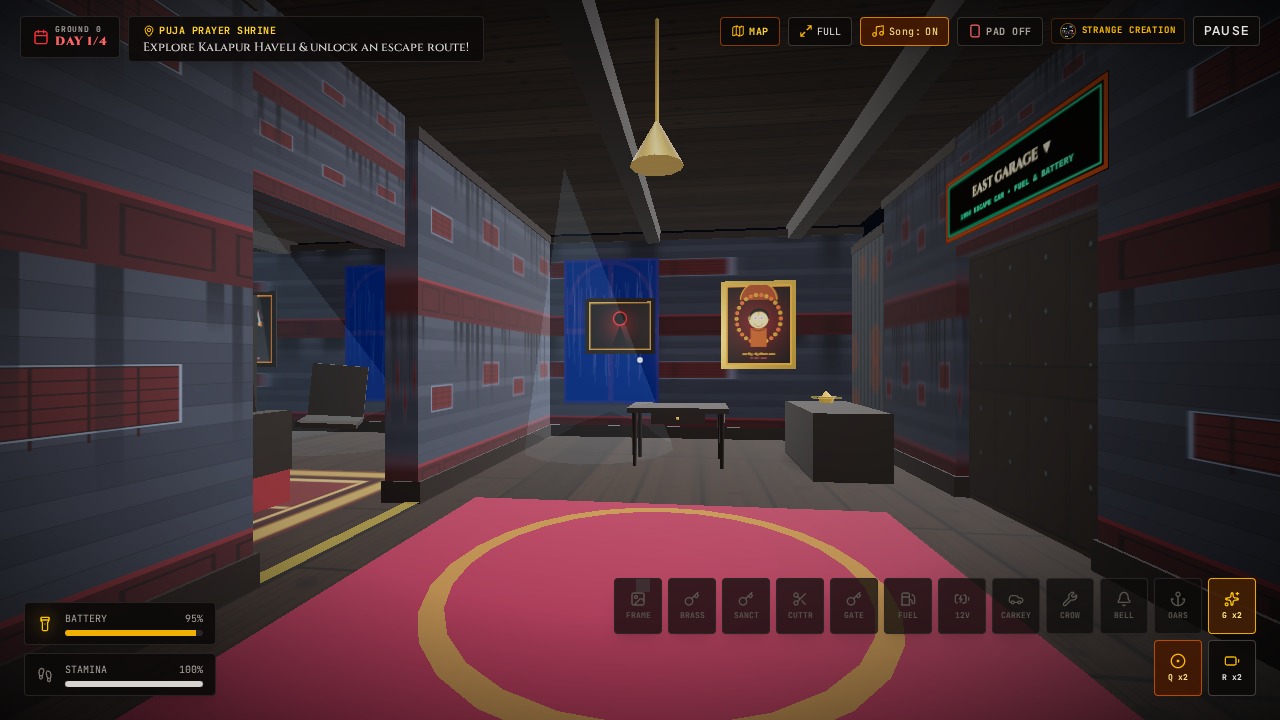 GROUND 0
DAY 1/4
PUJA PRAYER SHRINE
EXPLORE KALAPUR HAVELI & UNLOCK AN ESCAPE ROUTE!
MAP
FULL
Song: ON
PAD OFF
STRANGE CREATION
PAUSE
EAST GARAGE ▼
ESCAPE CAR • FUEL & BATTERY
BATTERY
95%
STAMINA
100%
FRAME
BRASS
SANCT
CUTTR
GATE
FUEL
12V
CARKEY
CROW
BELL
OARS
G x2
Q x2
R x2